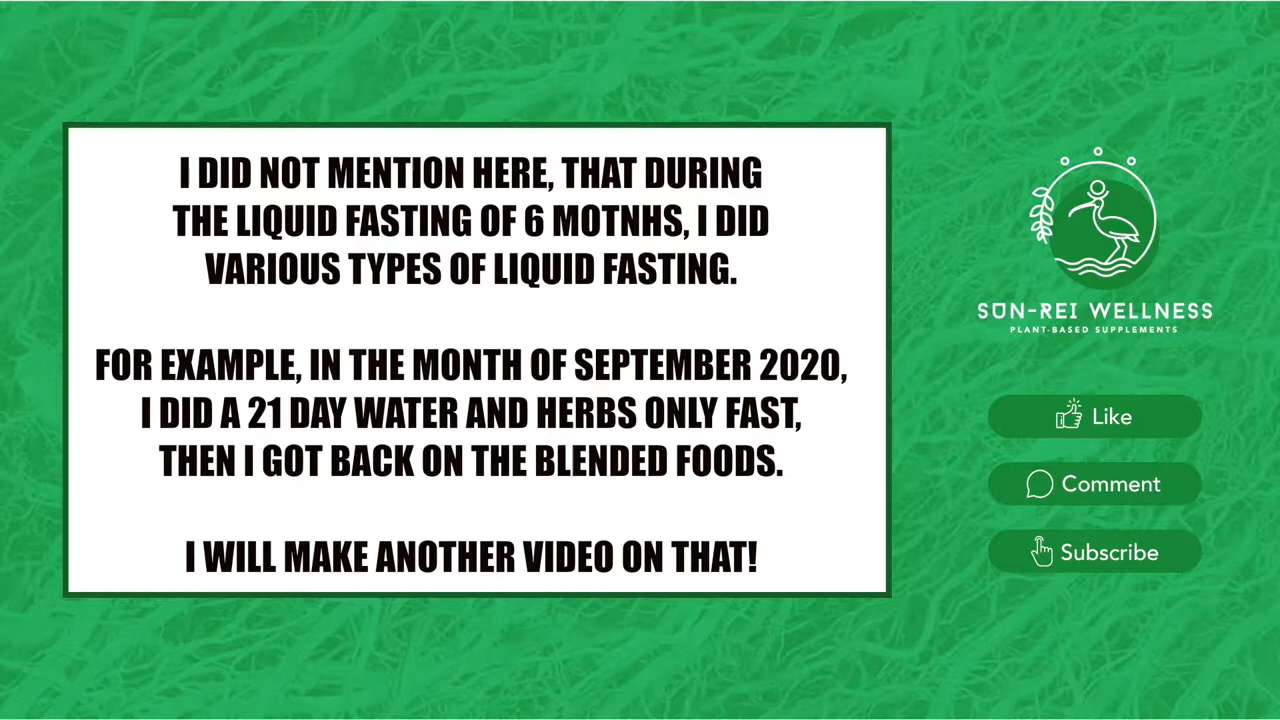 I DID NOT MENTION HERE, THAT DURING
THE LIQUID FASTING OF 6 MOTNHS, I DID
VARIOUS TYPES OF LIQUID FASTING.
FOR EXAMPLE, IN THE MONTH OF SEPTEMBER 2020,
I DID A 21 DAY WATER AND HERBS ONLY FAST,
THEN I GOT BACK ON THE BLENDED FOODS.
I WILL MAKE ANOTHER VIDEO ON THAT!
SUN-REI WELLNESS
PLANT-BASED SUPPLEMENTS
Like
Comment
Subscribe